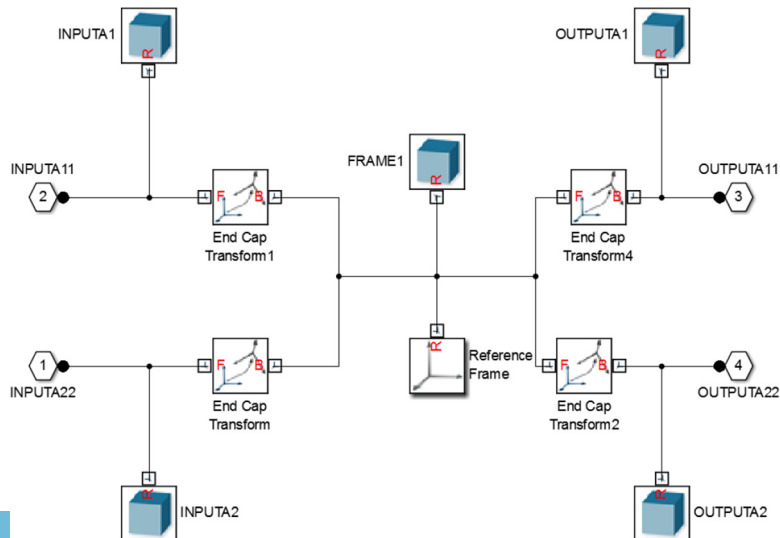 INPUTA1
R
OUTPUTA1
R
FRAME1
R
INPUTA11
2
F B
End Cap
Transform1
F B
End Cap
Transform4
OUTPUTA11
3
1
INPUTA22
F B
End Cap
Transform
R
Reference
Frame
F B
End Cap
Transform2
4
OUTPUTA22
R
INPUTA2
R
OUTPUTA2